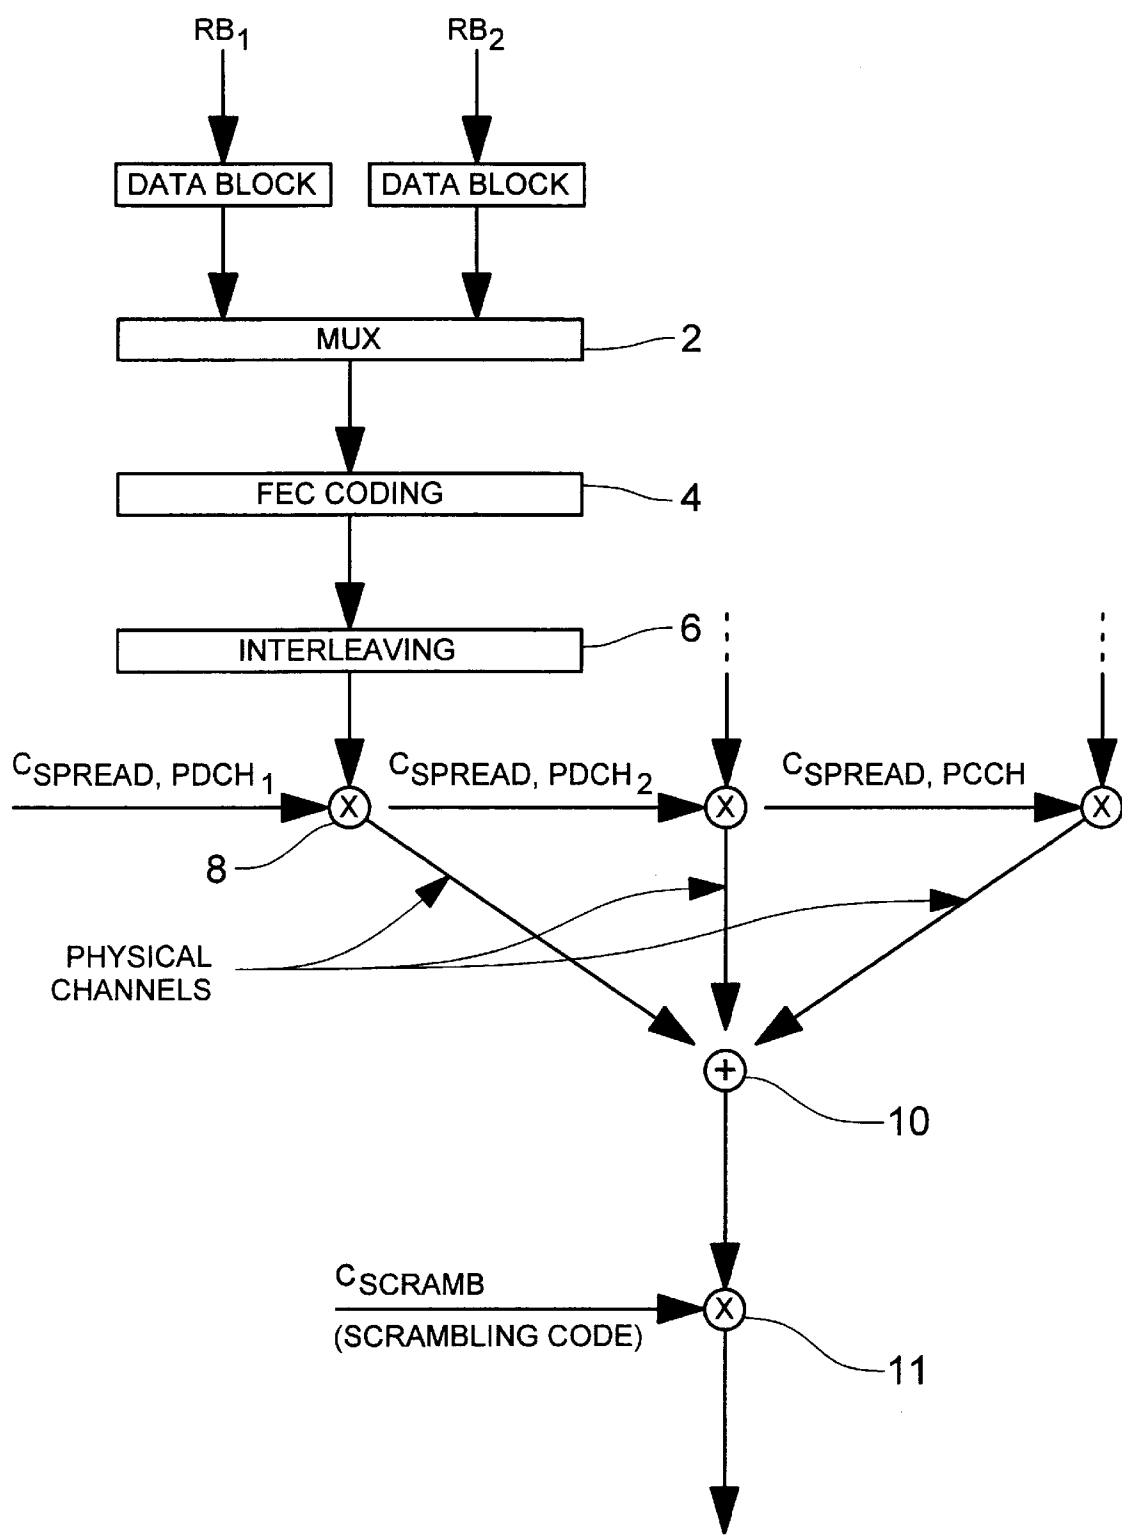 RB1 RB2
DATA BLOCK DATA BLOCK
MUX 2
FEC CODING 4
INTERLEAVING 6
CSPREAD, PDCH1 CSPREAD, PDCH2 CSPREAD, PCCH
X X X
8
PHYSICAL
CHANNELS
+
10
CSCRAMB
X
(SCRAMBLING CODE)
11